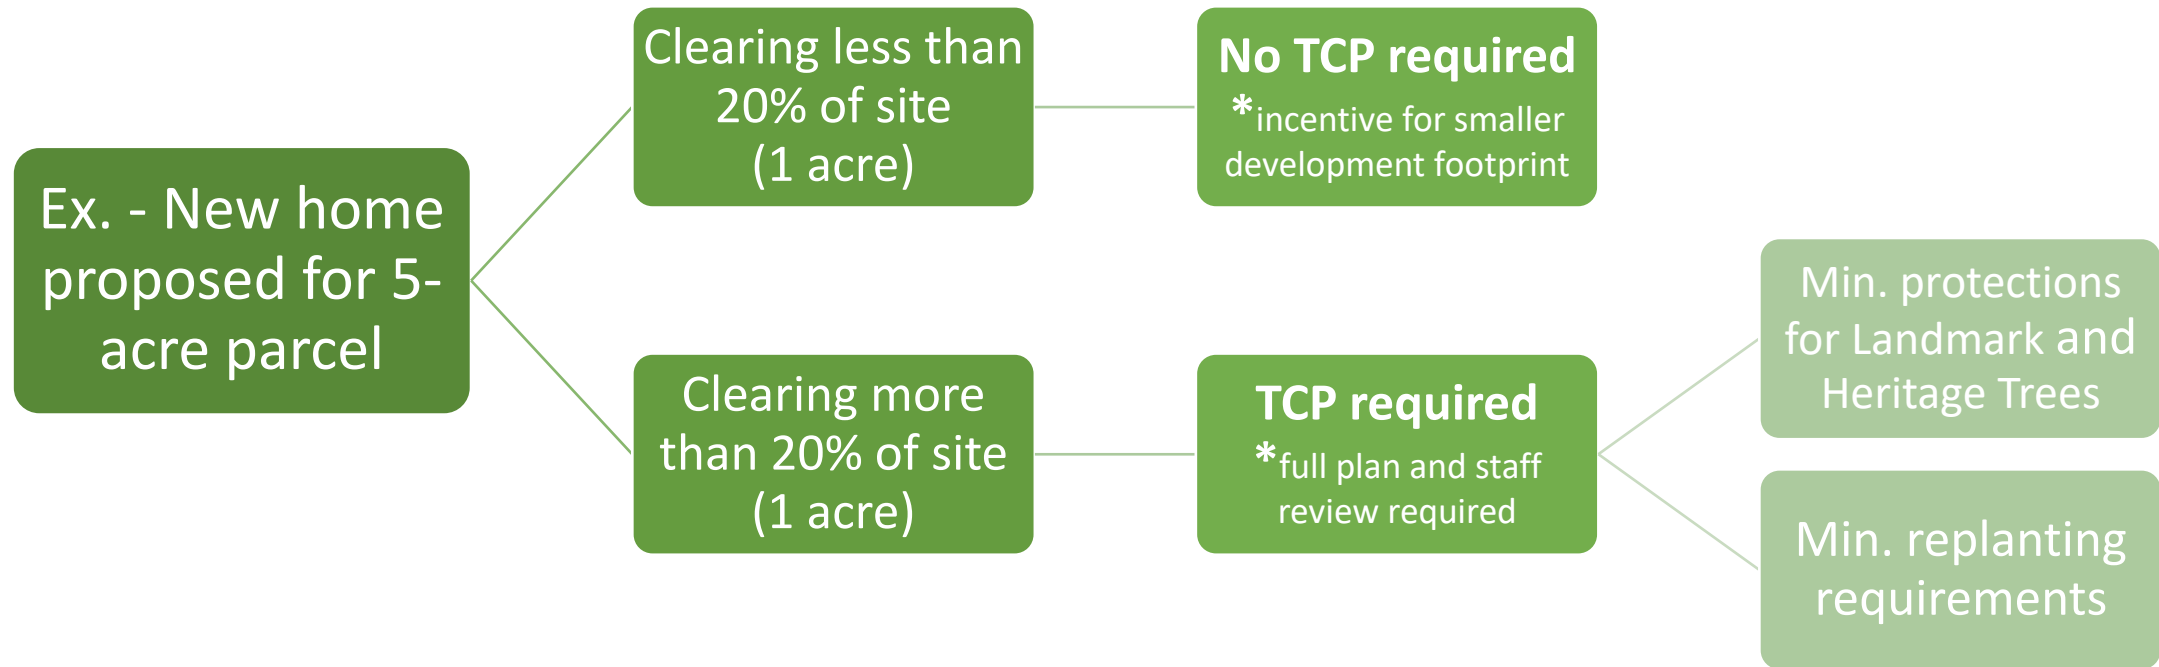 Ex. - New home
proposed for 5-
acre parcel
Clearing less than
20% of site
(1 acre)
No TCP required
*incentive for smaller
development footprint
Clearing more
than 20% of site
(1 acre)
TCP required
*full plan and staff
review required
Min. protections
for Landmark and
Heritage Trees
Min. replanting
requirements